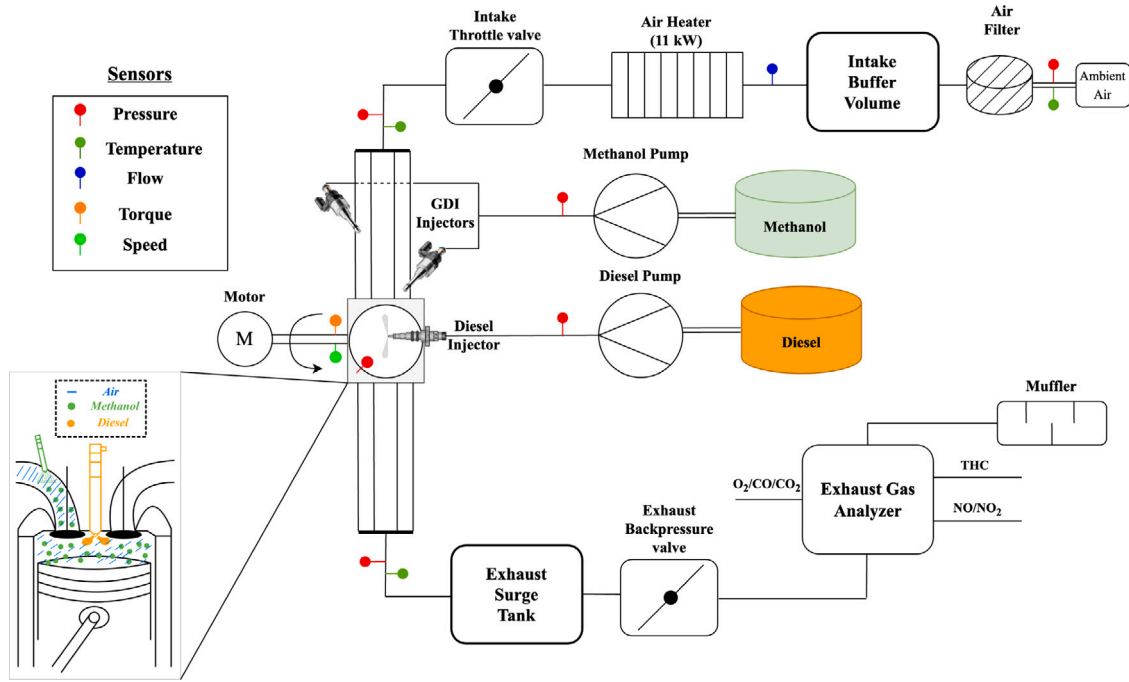 Intake
Throttle valve
Air Heater
(11 kW)
Air
Filter
Intake
Buffer
Volume
Ambient
Air
Sensors
Pressure
Temperature
Flow
Torque
Speed
Methanol Pump
GDI
Injectors
Methanol
Diesel Pump
Motor
M
Diesel
Injector
Diesel
Air
Methanol
Diesel
Muffler
THC
O2/CO/CO2
Exhaust Gas
Analyzer
NO/NO2
Exhaust
Backpressure
valve
Exhaust
Surge
Tank